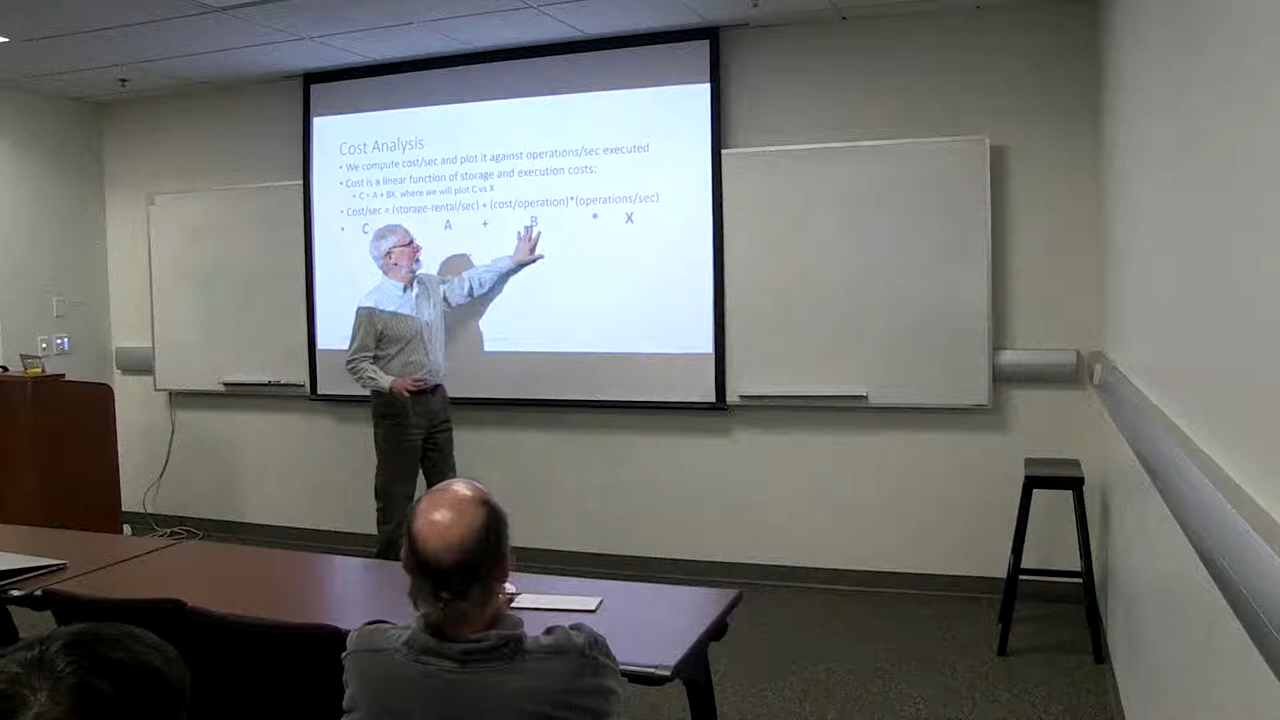 Cost Analysis
• We compute cost/sec and plot it against operations/sec executed
• Cost is a linear function of storage and execution costs:
• C = A + BX, where we will plot C vs X
• Cost/sec = (storage-rental/sec) + (cost/operation)*(operations/sec)
• C A + B * X